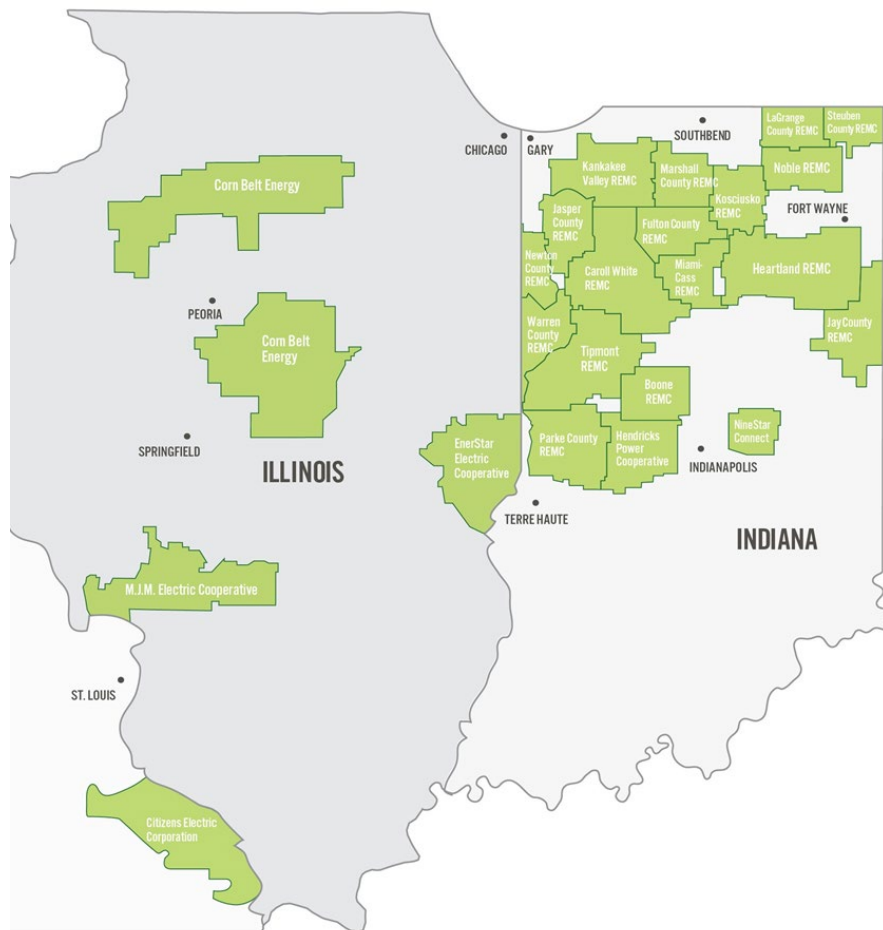 CHICAGO
GARY
SOUTHBEND
LaGrange
County REMC
Steuben
County REMC
Kankakee
Valley REMC
Marshall
County REMC
Noble REMC
Corn Belt Energy
Kosciusko
REMC
Jasper
County
REMC
Fulton County
REMC
FORT WAYNE
Newton
County
REMC
Caroll White
REMC
Miami-
Cass
REMC
Heartland REMC
PEORIA
Corn Belt
Energy
Warren
County
REMC
Jay County
REMC
Tipmont
REMC
Boone
REMC
SPRINGFIELD
ILLINOIS
EnerStar
Electric
Cooperative
Parke County
REMC
Hendricks
Power
Cooperative
NineStar
Connect
INDIANAPOLIS
TERRE HAUTE
INDIANA
M.J.M. Electric Cooperative
ST. LOUIS
Citizens Electric
Corporation